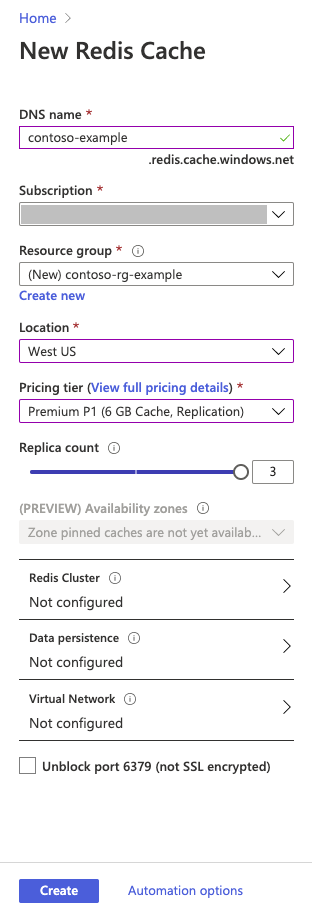 Home >
New Redis Cache
DNS name *
contoso-example
.redis.cache.windows.net
Subscription *
Resource group *
(New) contoso-rg-example
Create new
Location *
West US
Pricing tier (View full pricing details) *
Premium P1 (6 GB Cache, Replication)
Replica count
3
(PREVIEW) Availability zones
Zone pinned caches are not yet availab...
Redis Cluster
Not configured
Data persistence
Not configured
Virtual Network
Not configured
Unblock port 6379 (not SSL encrypted)
Create Automation options